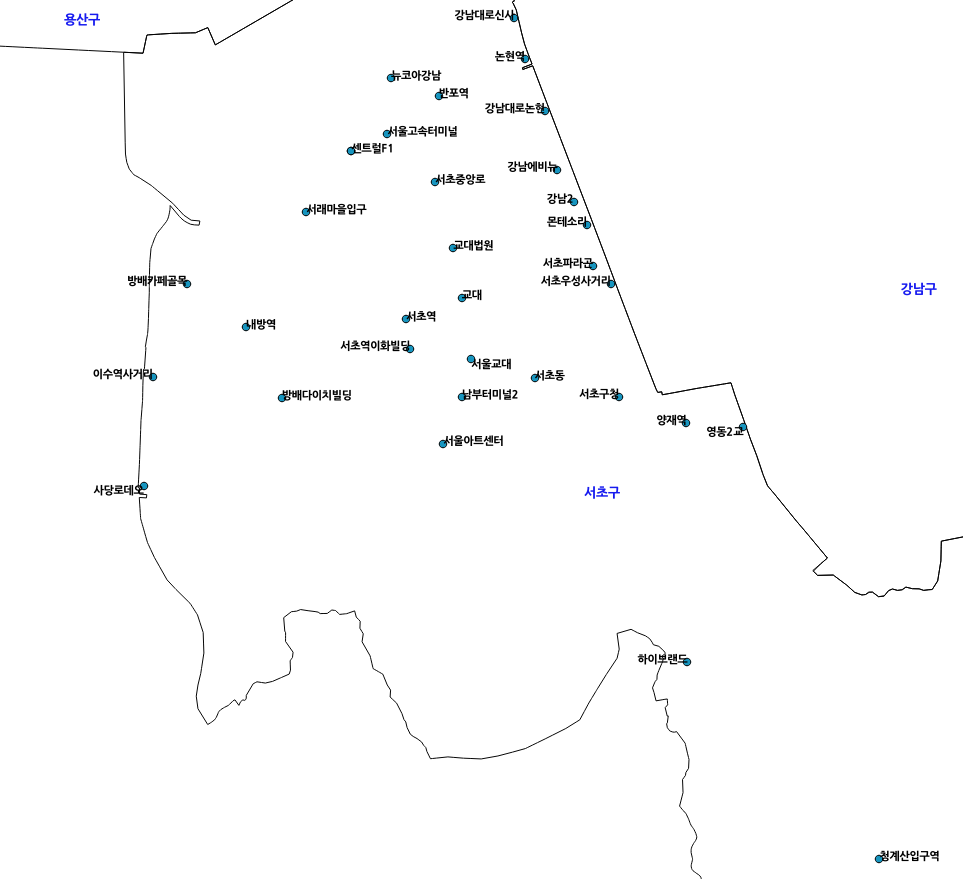 강남대로신사
용산구
논현역
뉴코아강남
반포역
강남대로논현
서울고속터미널
센트럴F1
강남에비뉴
서초중앙로
강남2
서래마을입구
몬테소리
교대법원
서초파라곤
방배카페골목
서초우성사거리
강남구
교대
서초역
내방역
서초역이화빌딩
서울교대
이수역사거리
서초동
방배다이치빌딩
남부터미널2
서초구청
양재역
영동2교
서울아트센터
사당로데오
서초구
하이브랜드
청계산입구역